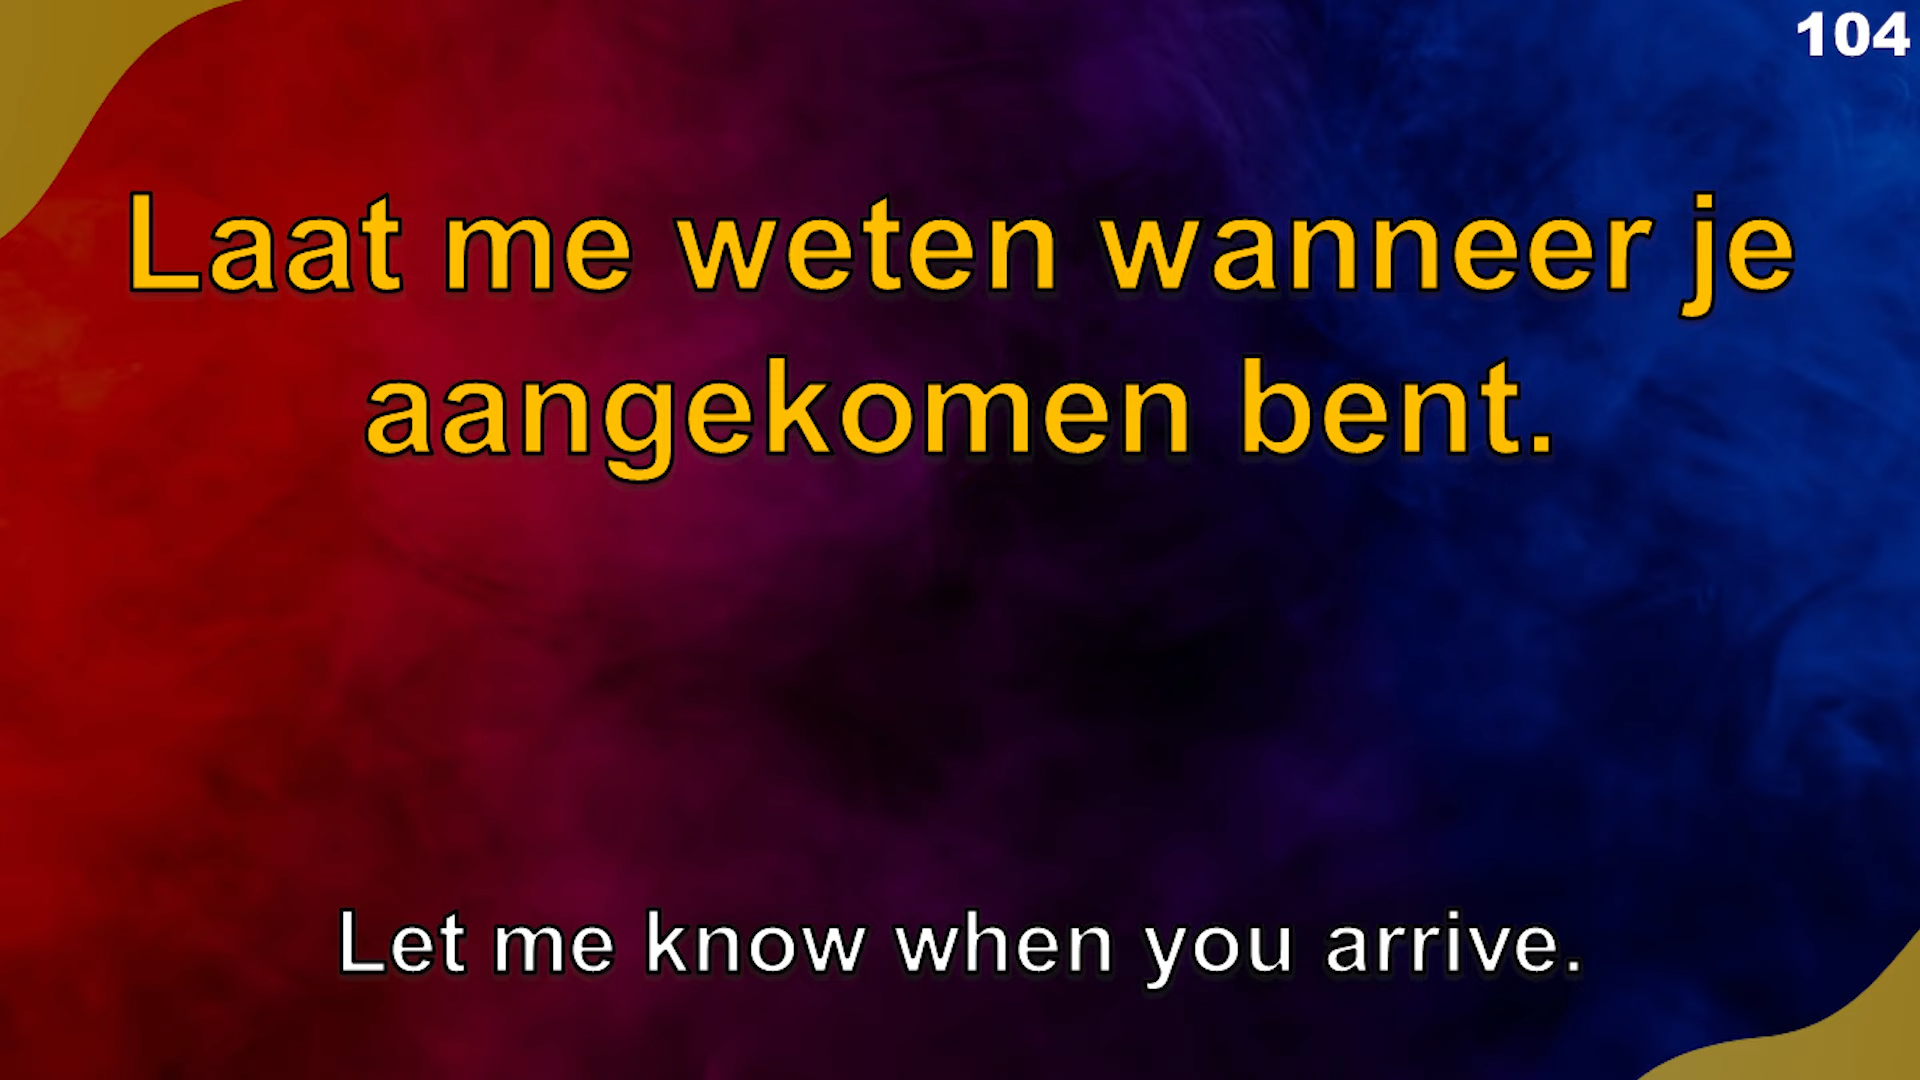 104
Laat me weten wanneer je
aangekomen bent.
Let me know when you arrive.